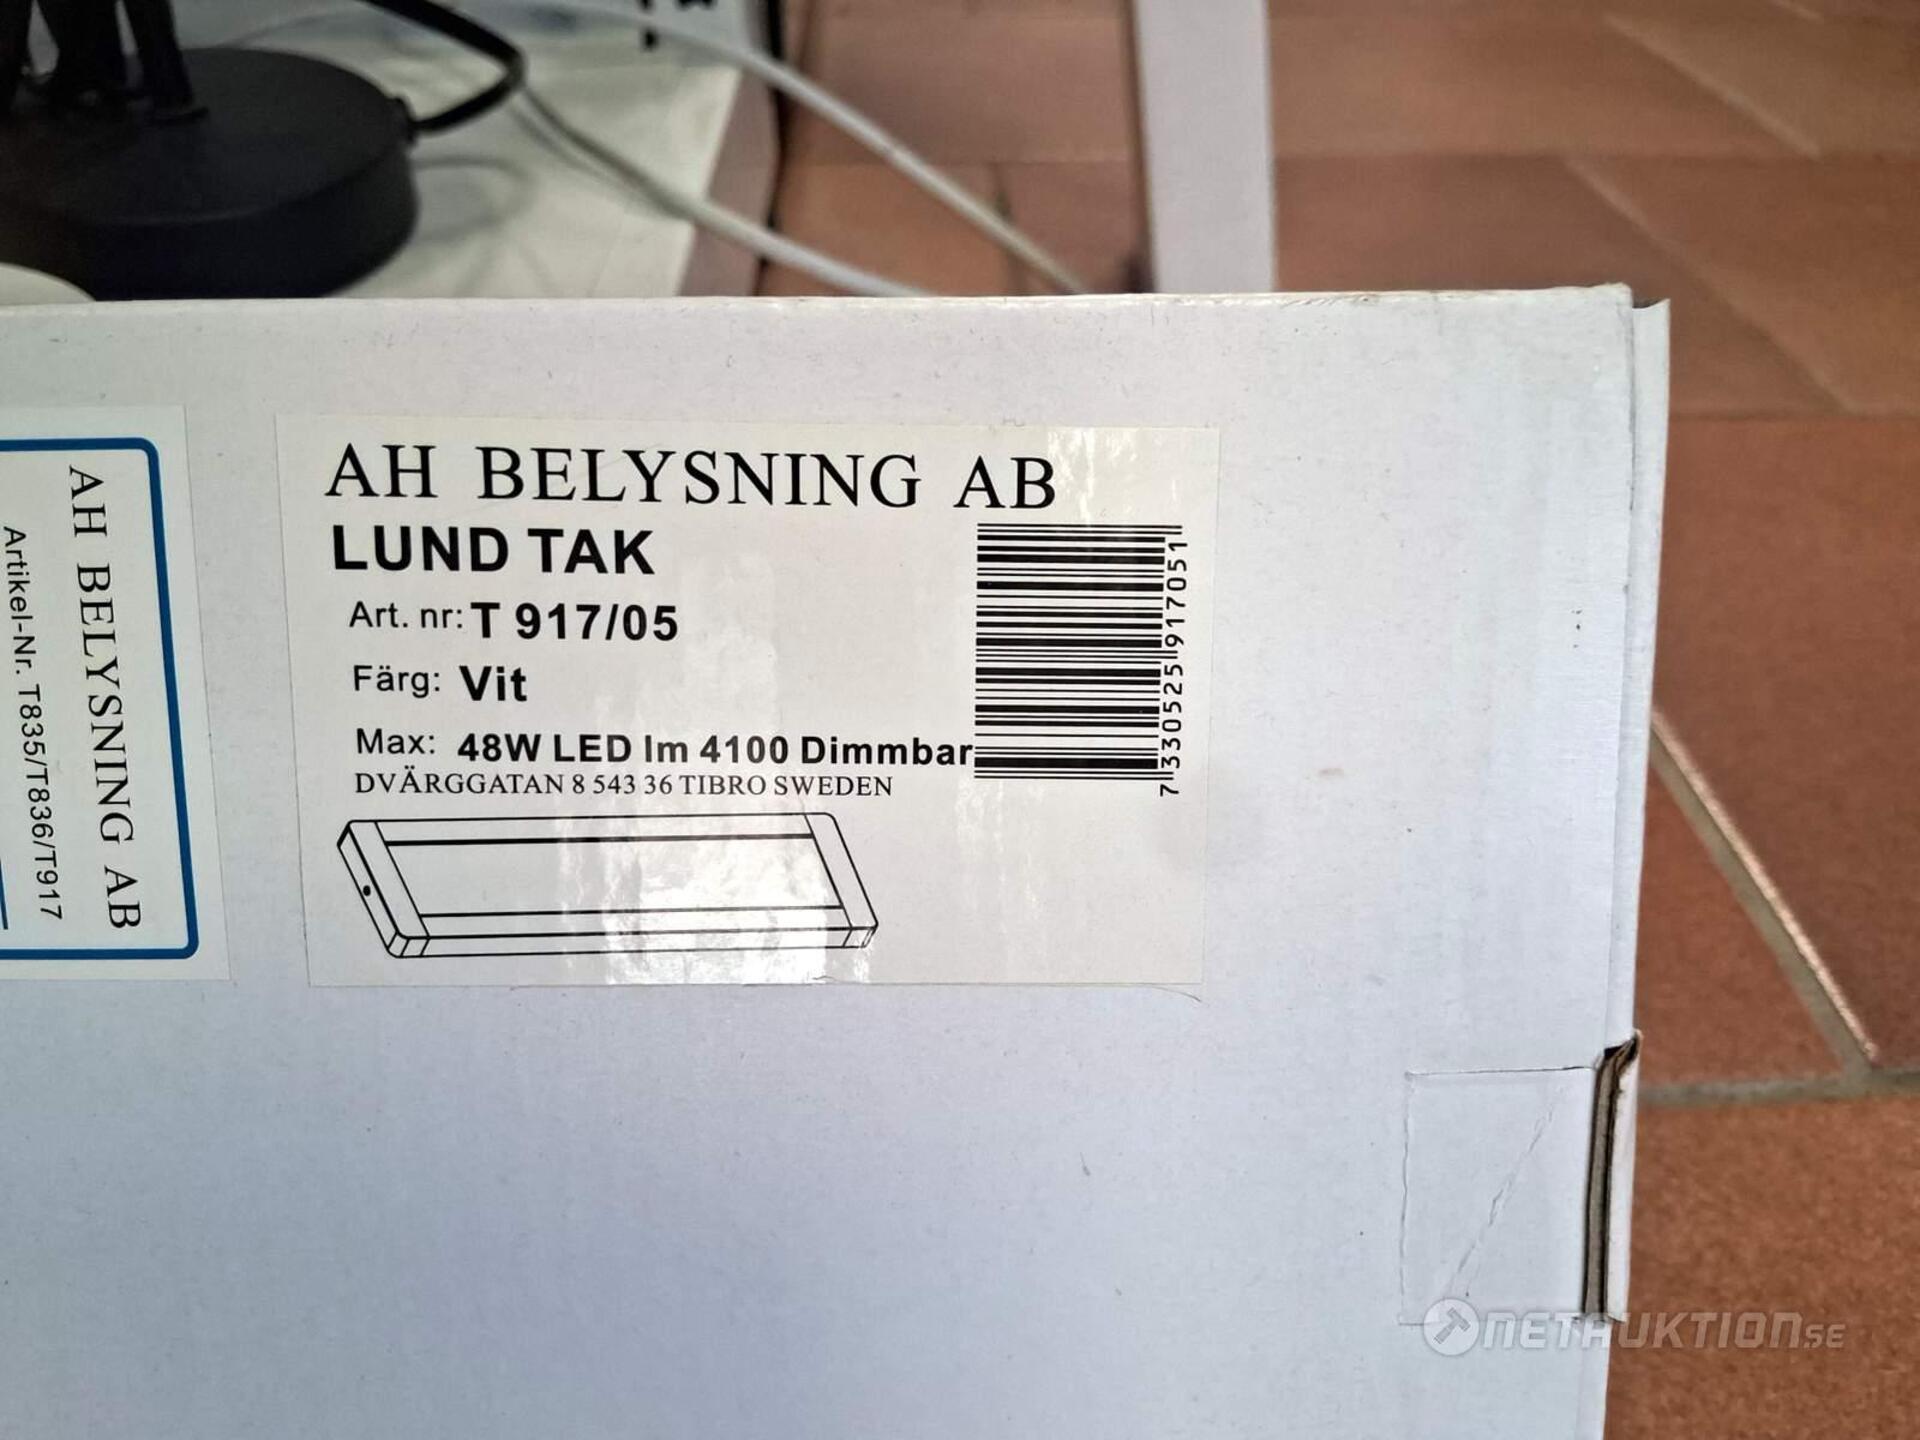 AH BELYSNING AB
LUND TAK
Art. nr: T 917/05
Färg: Vit
Max: 48W LED lm 4100 Dimmbar
DVÄRGGATAN 8 543 36 TIBRO SWEDEN
7330525917051
AH BELYSNING AB
Artikel-Nr. T835/T836/T917
NETAUKTION.SE